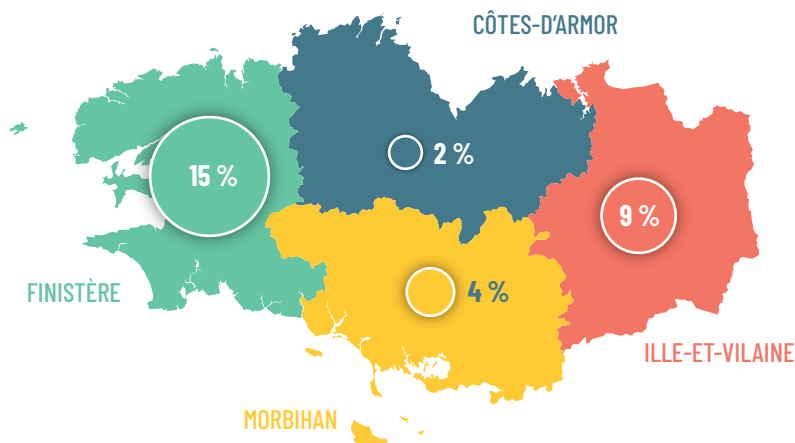 CÔTES-D'ARMOR
2 %
15 %
9 %
4 %
FINISTÈRE
ILLE-ET-VILAINE
MORBIHAN